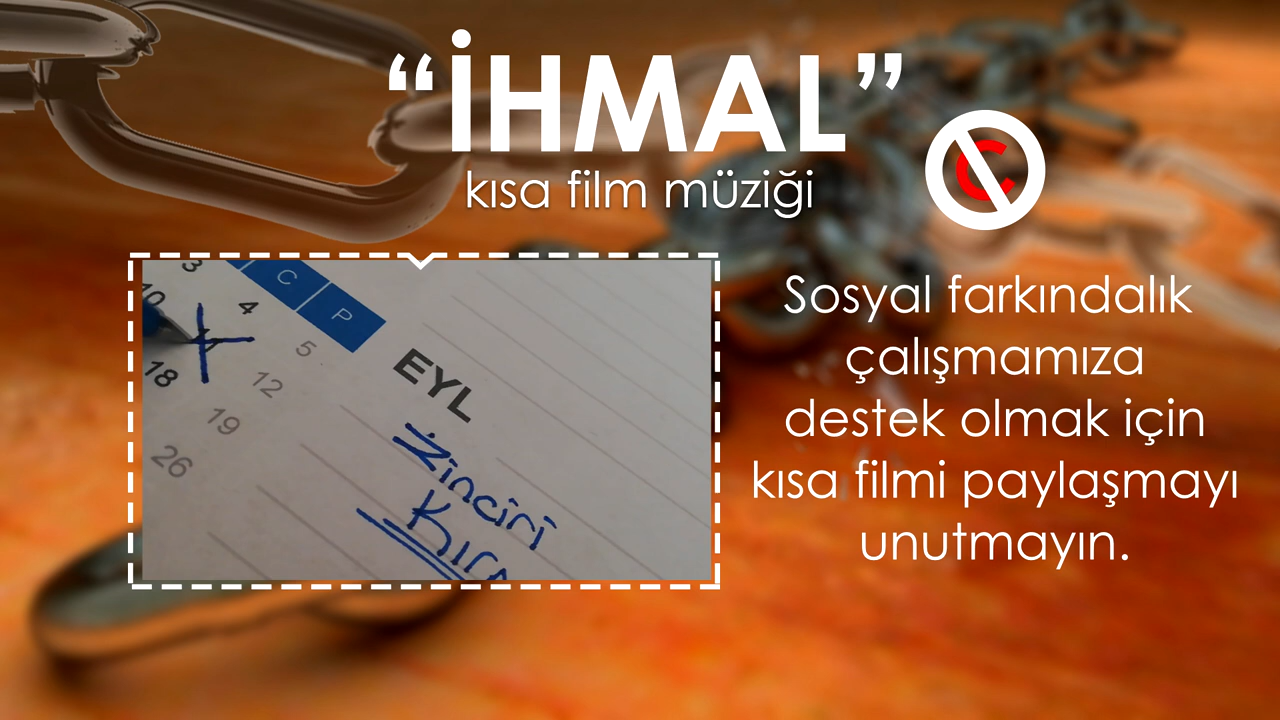 “İHMAL”
kısa film müziği
C
Sosyal farkındalık
çalışmamıza
destek olmak için
kısa filmi paylaşmayı
unutmayın.
C P
3
10 4
5
18 12
19
26
EYL
Zinciri